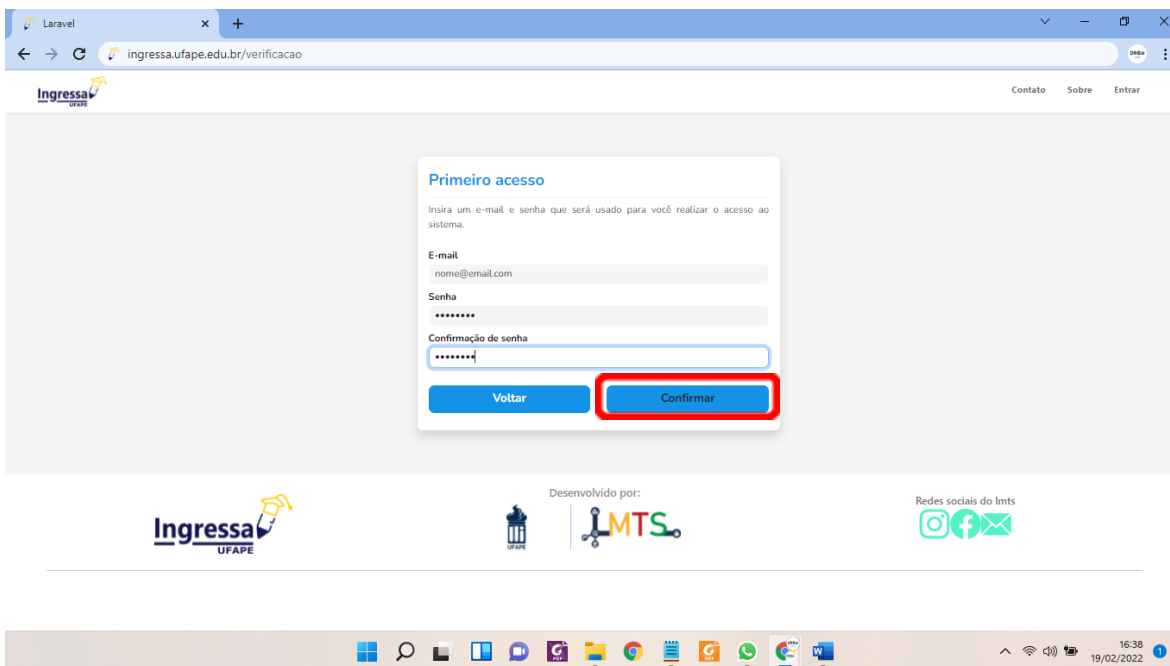 Laravel
ingressa.ufape.edu.br/verificacao
Ingressa
UFAPE
Contato Sobre Entrar
Primeiro acesso
Insira um e-mail e senha que será usado para você realizar o acesso ao
sistema.
E-mail
nome@email.com
Senha
••••••••
Confirmação de senha
••••••••
Voltar Confirmar
Desenvolvido por:
Redes sociais do lmts
Ingressa
UFAPE
UFAPE
LMTS
16:38
19/02/2022
1